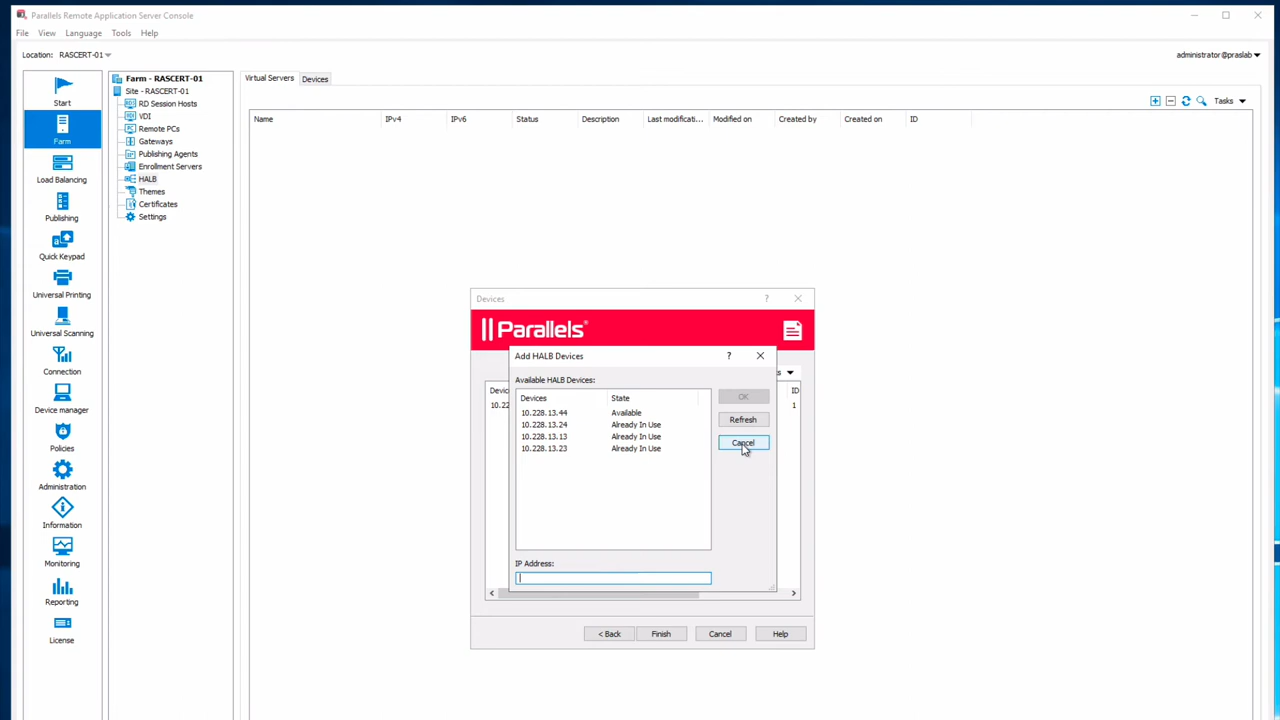 Parallels Remote Application Server Console
File View Language Tools Help
Location: RASCERT-01
administrator@praslab
Start
Farm
Load Balancing
Publishing
Quick Keypad
Universal Printing
Universal Scanning
Connection
Device manager
Policies
Administration
Information
Monitoring
Reporting
License
Farm - RASCERT-01
Site - RASCERT-01
RD Session Hosts
VDI
Remote PCs
Gateways
Publishing Agents
Enrollment Servers
HALB
Themes
Certificates
Settings
Virtual Servers Devices
Tasks
Name IPv4 IPv6 Status Description Last modificati... Modified on Created by Created on ID
Devices ?
Parallels®
Add HALB Devices ?
Available HALB Devices:
Devices State
10.228.13.44 Available
10.228.13.24 Already In Use
10.228.13.13 Already In Use
10.228.13.23 Already In Use
OK
Refresh
Cancel
IP Address:
ID
1
< Back Finish Cancel Help